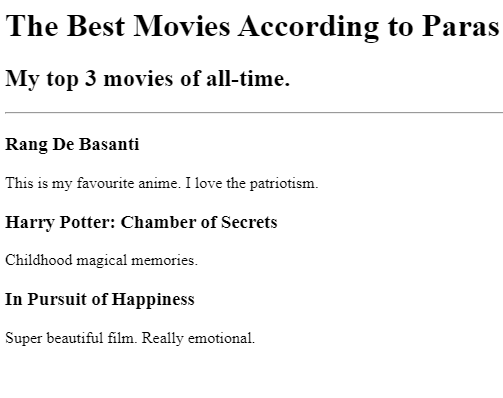 The Best Movies According to Paras
My top 3 movies of all-time.
Rang De Basanti
This is my favourite anime. I love the patriotism.
Harry Potter: Chamber of Secrets
Childhood magical memories.
In Pursuit of Happiness
Super beautiful film. Really emotional.